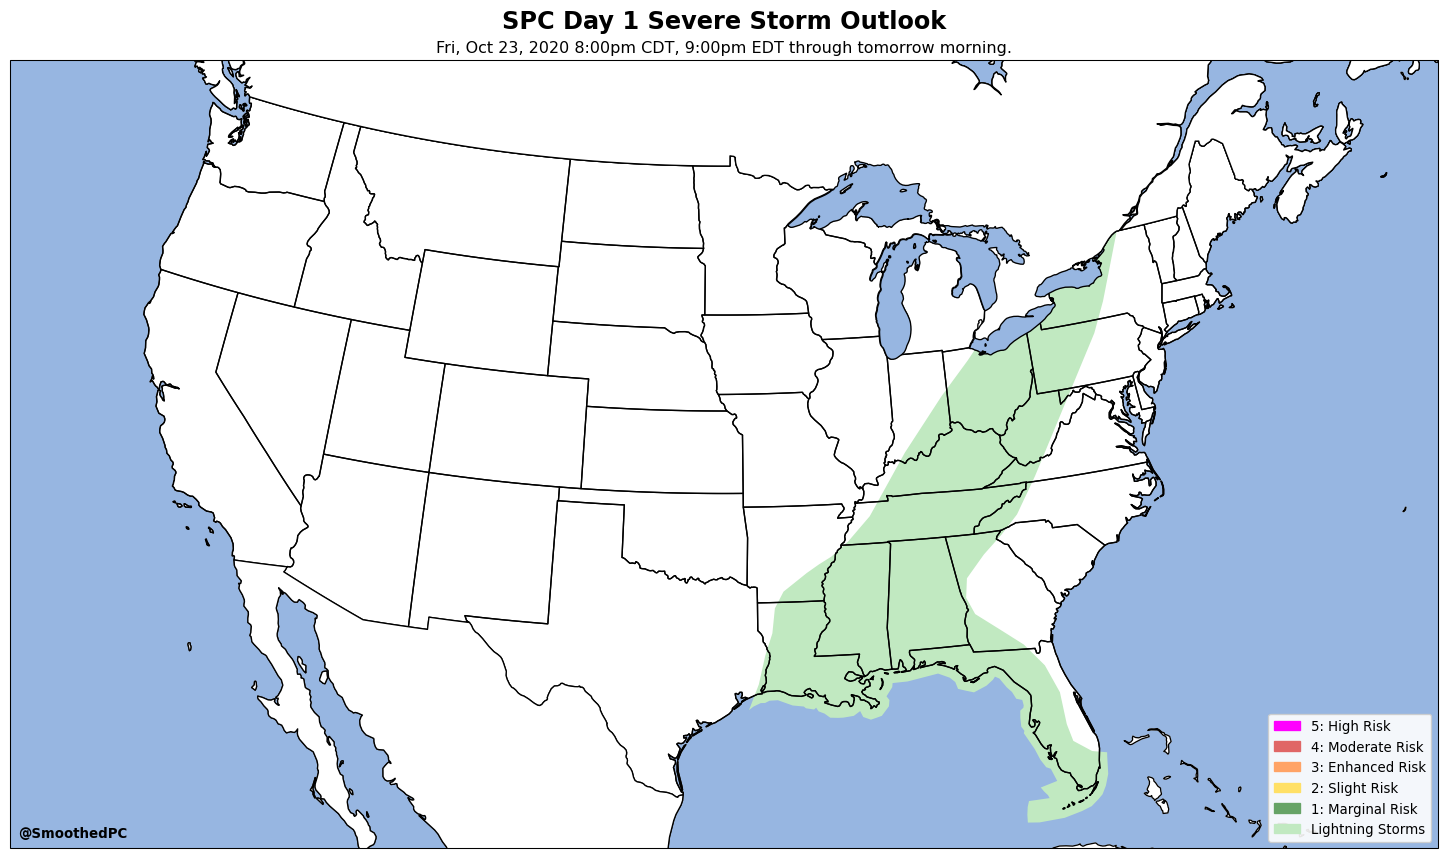 SPC Day 1 Severe Storm Outlook
Fri, Oct 23, 2020 8:00pm CDT, 9:00pm EDT through tomorrow morning.
5: High Risk
4: Moderate Risk
3: Enhanced Risk
2: Slight Risk
1: Marginal Risk
Lightning Storms
@SmoothedPC